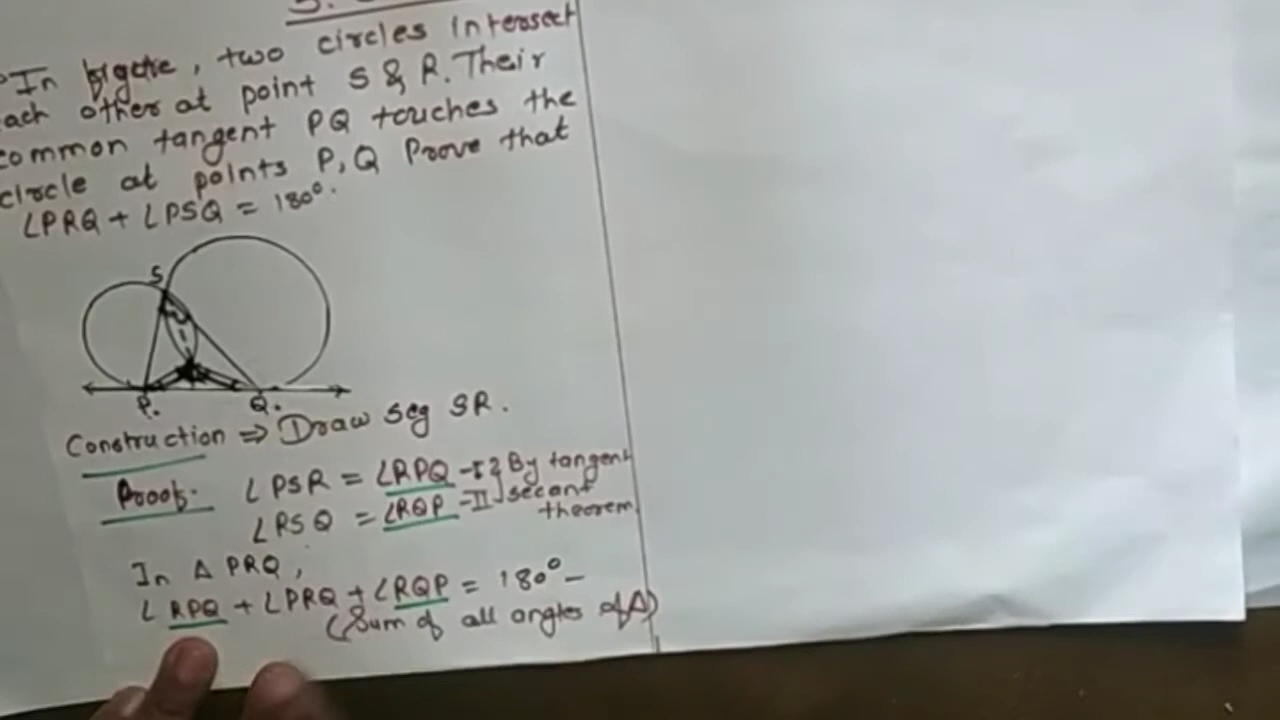 In figure, two circles Intersect
each other at point S & R. Their
common tangent PQ touches the
circle at points P, Q Prove that
∠PRQ + ∠PSQ = 180°.
S
P. Q.
Construction ⇒ Draw seg SR.
Proof:- ∠PSR = ∠RPQ -I } By tangent
∠RSQ = ∠RQP -II secant
theorem
In Δ PRQ,
∠RPQ + ∠PRQ + ∠RQP = 180° -
(Sum of all angles of Δ)